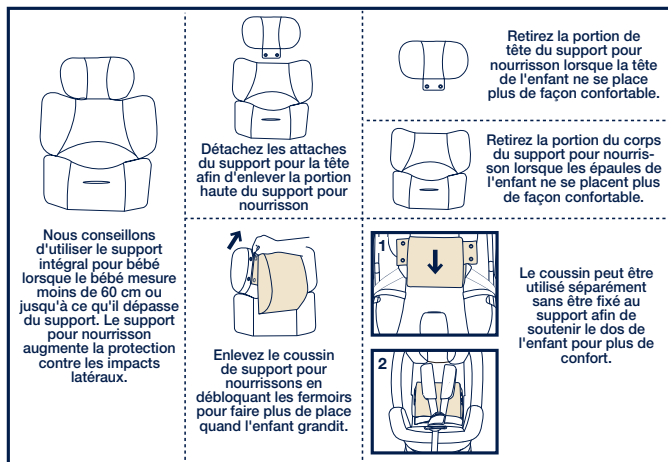 Nous conseillons
d'utiliser le support
intégral pour bébé
lorsque le bébé mesure
moins de 60 cm ou
jusqu'à ce qu'il dépasse
du support. Le support
pour nourrisson
augmente la protection
contre les impacts
latéraux.
Détachez les attaches
du support pour la tête
afin d'enlever la portion
haute du support pour
nourrisson
Retirez la portion de
tête du support pour
nourrisson lorsque la tête
de l'enfant ne se place
plus de façon confortable.
Retirez la portion du corps
du support pour nourris-
son lorsque les épaules de
l'enfant ne se placent plus
de façon confortable.
Enlevez le coussin
de support pour
nourrissons en
débloquant les fermoirs
pour faire plus de place
quand l'enfant grandit.
1
2
Le coussin peut être
utilisé séparément
sans être fixé au
support afin de
soutenir le dos de
l'enfant pour plus de
confort.